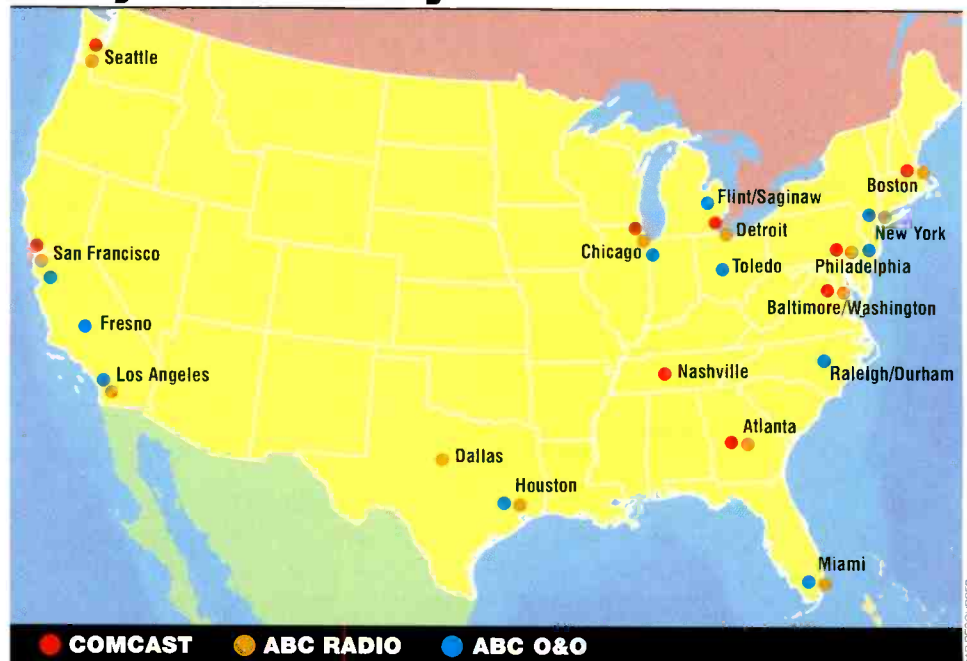 Seattle
Boston
Flint/Saginaw
Detroit
New York
San Francisco
Chicago
Toledo
Philadelphia
Baltimore/Washington
Fresno
Los Angeles
Nashville
Raleigh/Durham
Atlanta
Dallas
Houston
Miami
COMCAST ABC RADIO ABC O&O